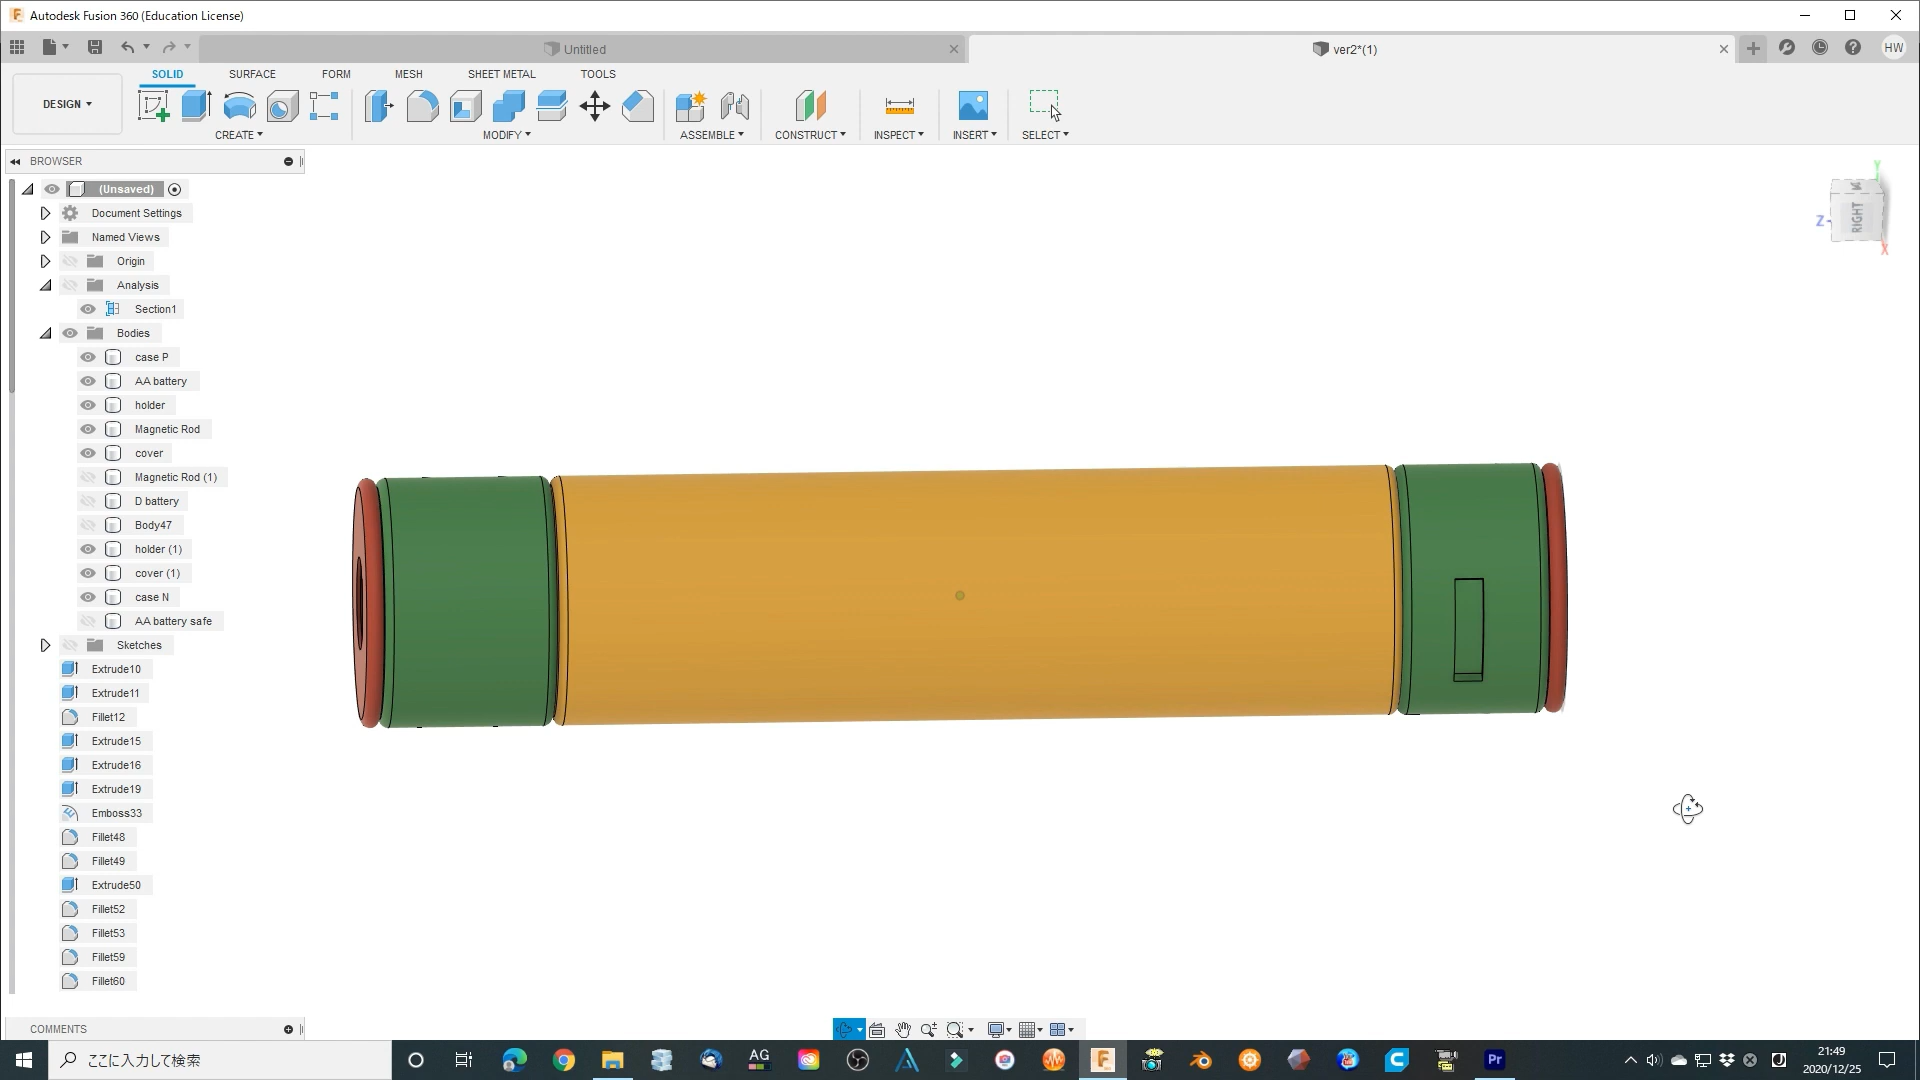 Autodesk Fusion 360 (Education License)
Untitled
ver2*(1)
HW
DESIGN
SOLID
SURFACE
FORM
MESH
SHEET METAL
TOOLS
CREATE
MODIFY
ASSEMBLE
CONSTRUCT
INSPECT
INSERT
SELECT
BROWSER
(Unsaved)
Document Settings
Named Views
Origin
Analysis
Section1
Bodies
case P
AA battery
holder
Magnetic Rod
cover
Magnetic Rod (1)
D battery
Body47
holder (1)
cover (1)
case N
AA battery safe
Sketches
Extrude10
Extrude11
Fillet12
Extrude15
Extrude16
Extrude19
Emboss33
Fillet48
Fillet49
Extrude50
Fillet52
Fillet53
Fillet59
Fillet60
Y
Z
RIGHT
X
COMMENTS
ここに入力して検索
AG
Pr
21:49
2020/12/25